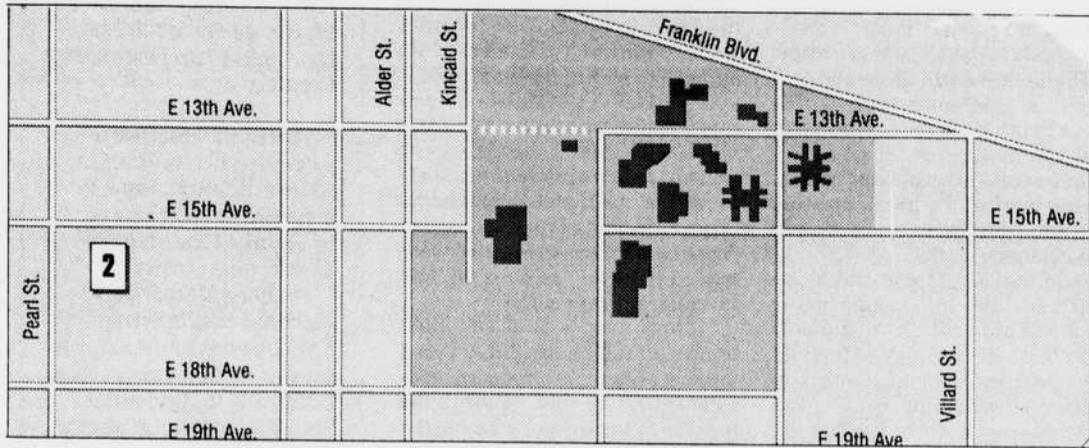 Franklin Blvd.
Alder St.
Kincaid St.
E 13th Ave.
E 13th Ave.
E 15th Ave.
E 15th Ave.
2
Pearl St.
Villard St.
E 18th Ave.
E 19th Ave.
E 19th Ave.